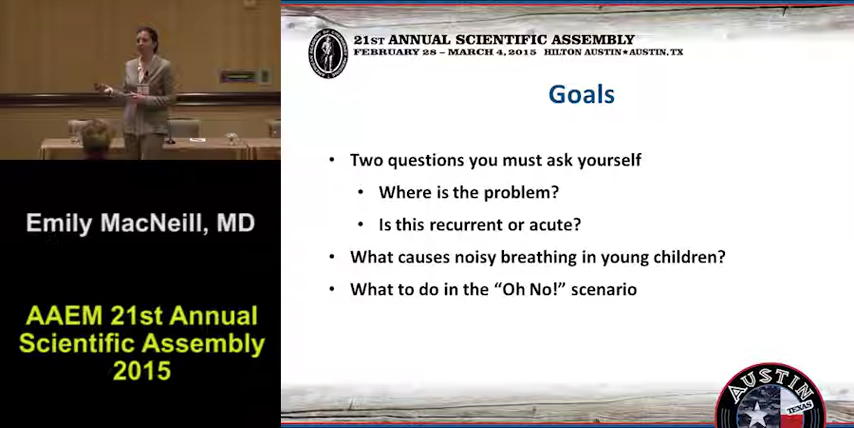 21ST ANNUAL SCIENTIFIC ASSEMBLY
FEBRUARY 28 – MARCH 4, 2015 HILTON AUSTIN★AUSTIN, TX
Goals
• Two questions you must ask yourself
• Where is the problem?
• Is this recurrent or acute?
• What causes noisy breathing in young children?
• What to do in the “Oh No!” scenario
Emily MacNeill, MD
AAEM 21st Annual
Scientific Assembly
2015
AUSTIN
TEXAS